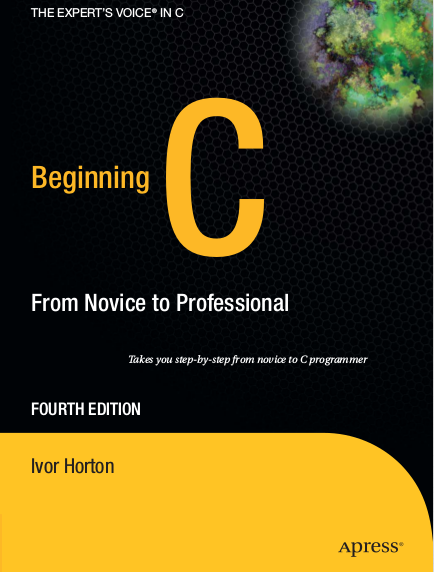 THE EXPERT'S VOICE® IN C
Beginning C
From Novice to Professional
Takes you step-by-step from novice to C programmer
FOURTH EDITION
Ivor Horton
Apress®